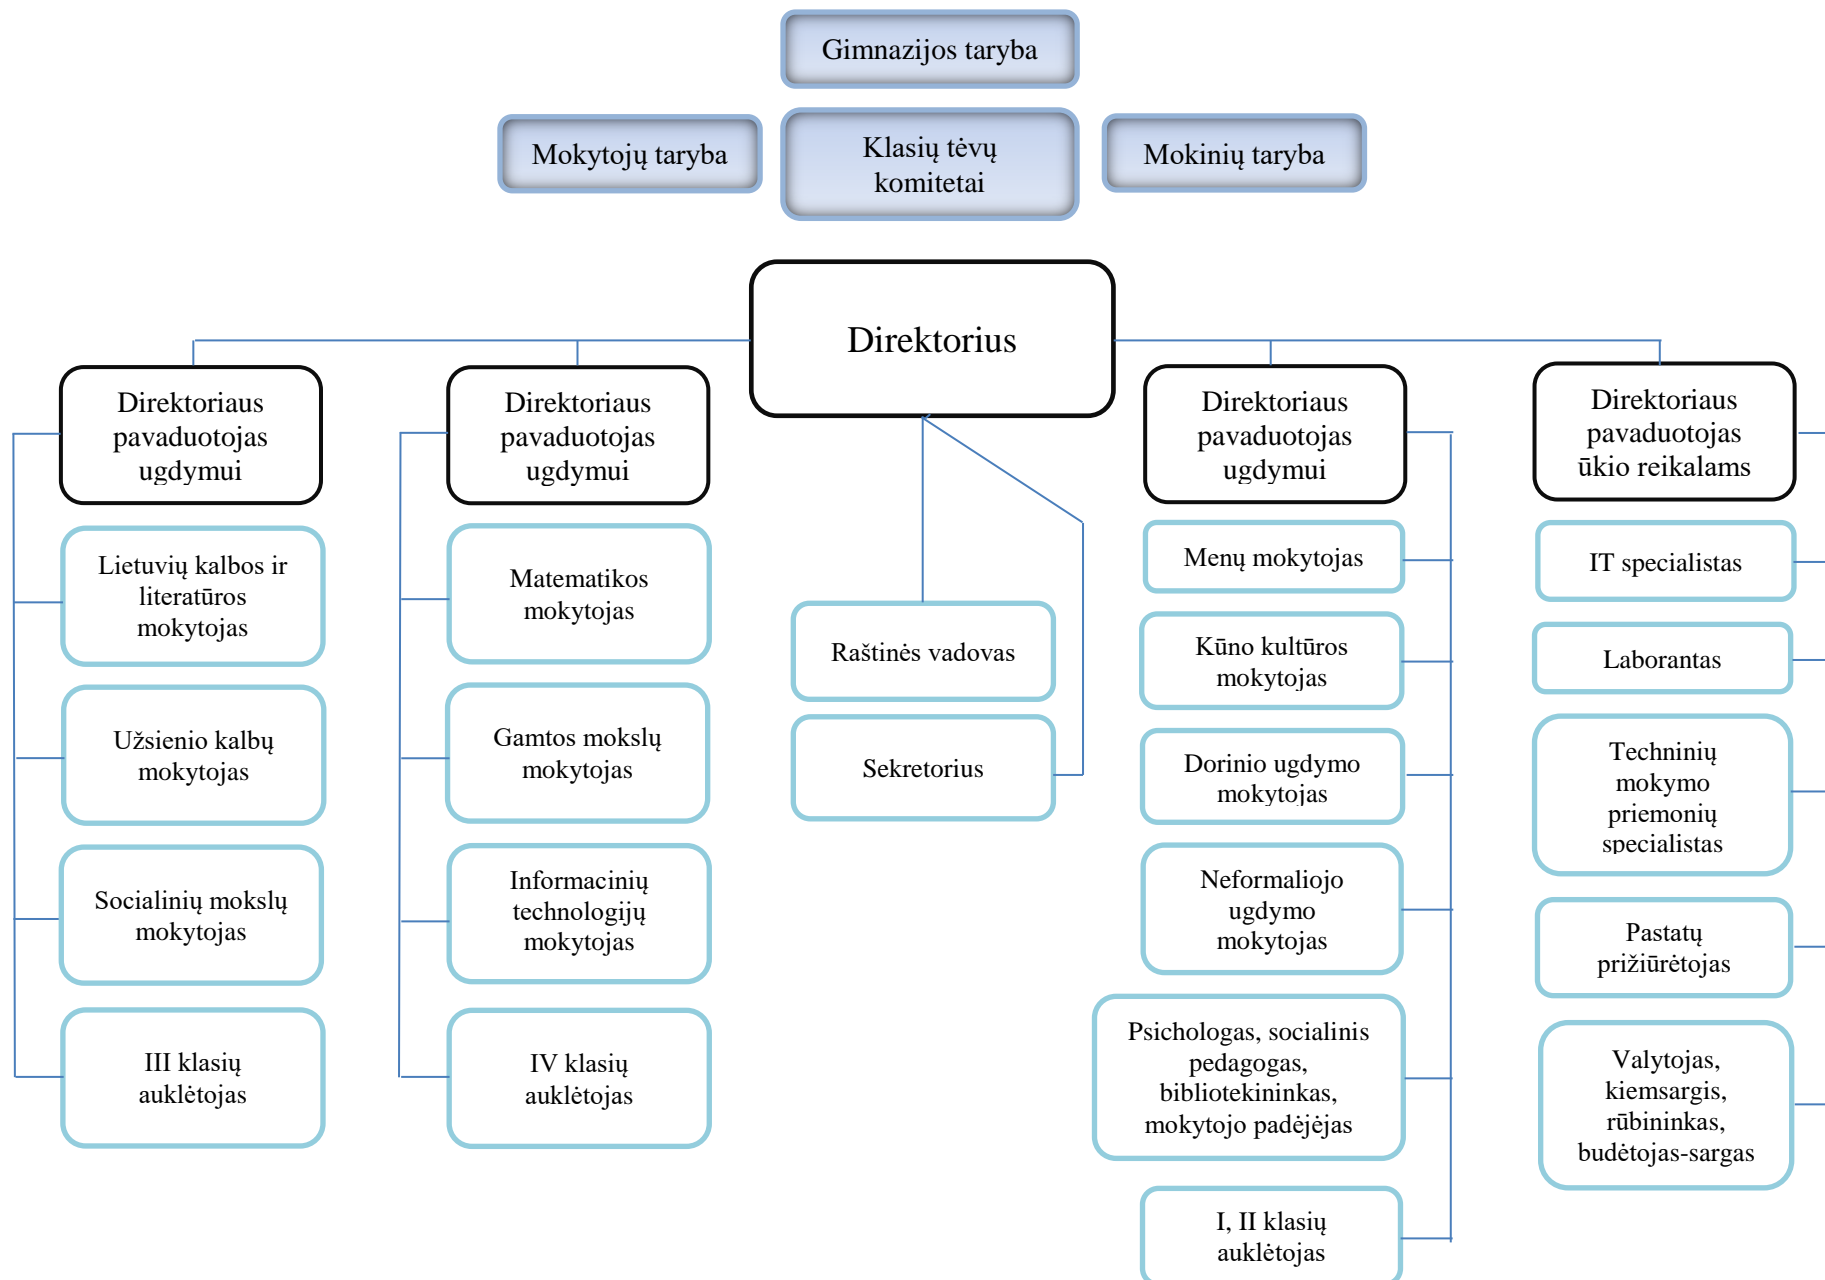 Gimnazijos taryba
Mokytojų taryba
Klasių tėvų
komitetai
Mokinių taryba
Direktorius
Direktoriaus
pavaduotojas
ugdymui
Lietuvių kalbos ir
literatūros
mokytojas
Užsienio kalbų
mokytojas
Socialinių mokslų
mokytojas
III klasių
auklėtojas
Direktoriaus
pavaduotojas
ugdymui
Matematikos
mokytojas
Gamtos mokslų
mokytojas
Informacinių
technologijų
mokytojas
IV klasių
auklėtojas
Raštinės vadovas
Sekretorius
Direktoriaus
pavaduotojas
ugdymui
Menų mokytojas
Kūno kultūros
mokytojas
Dorinio ugdymo
mokytojas
Neformaliojo
ugdymo
mokytojas
Psichologas, socialinis
pedagogas,
bibliotekininkas,
mokytojo padėjėjas
I, II klasių
auklėtojas
Direktoriaus
pavaduotojas
ūkio reikalams
IT specialistas
Laborantas
Techninių
mokymo
priemonių
specialistas
Pastatų
prižiūrėtojas
Valytojas,
kiemsargis,
rūbininkas,
budėtojas-sargas